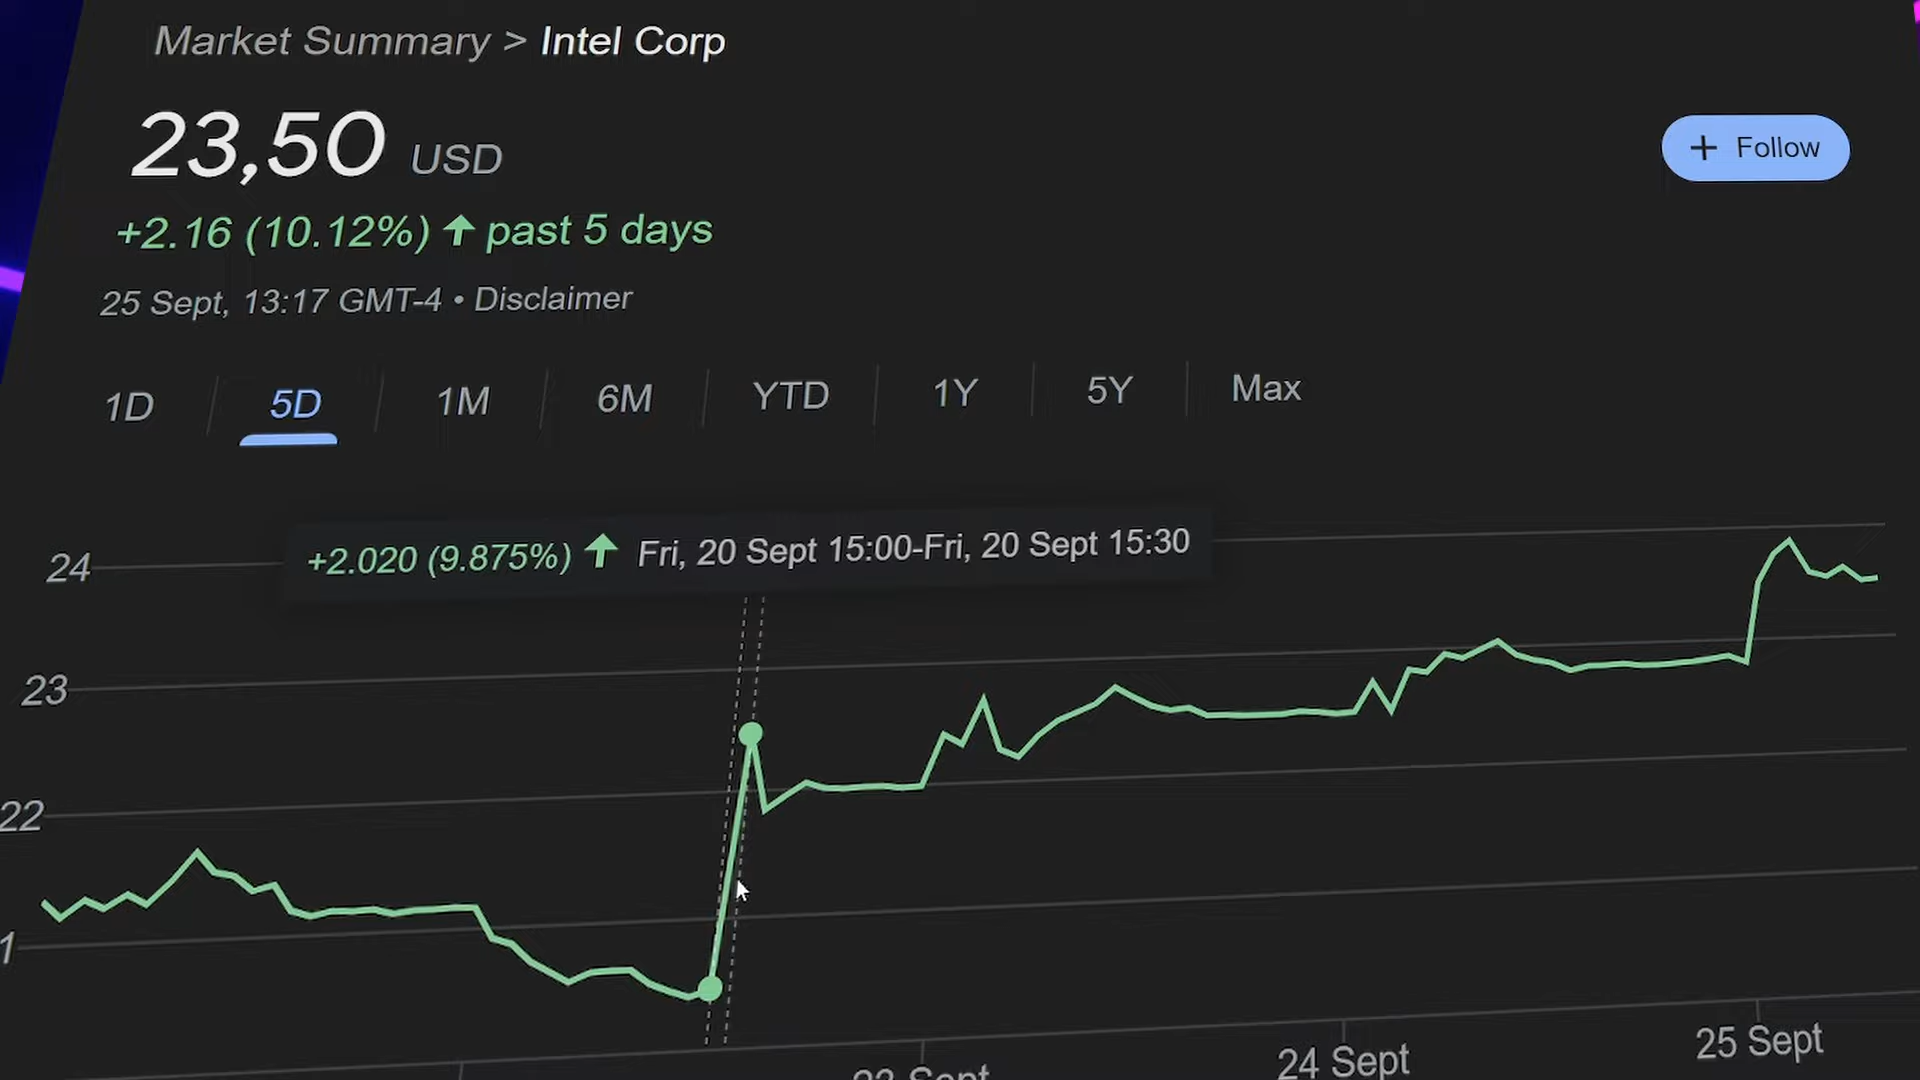 Market Summary > Intel Corp
23,50 USD
+ Follow
+2.16 (10.12%) ↑ past 5 days
25 Sept, 13:17 GMT-4 • Disclaimer
1D 5D 1M 6M YTD 1Y 5Y Max
+2.020 (9.875%) ↑ Fri, 20 Sept 15:00-Fri, 20 Sept 15:30
24
23
22
1
24 Sept
25 Sept